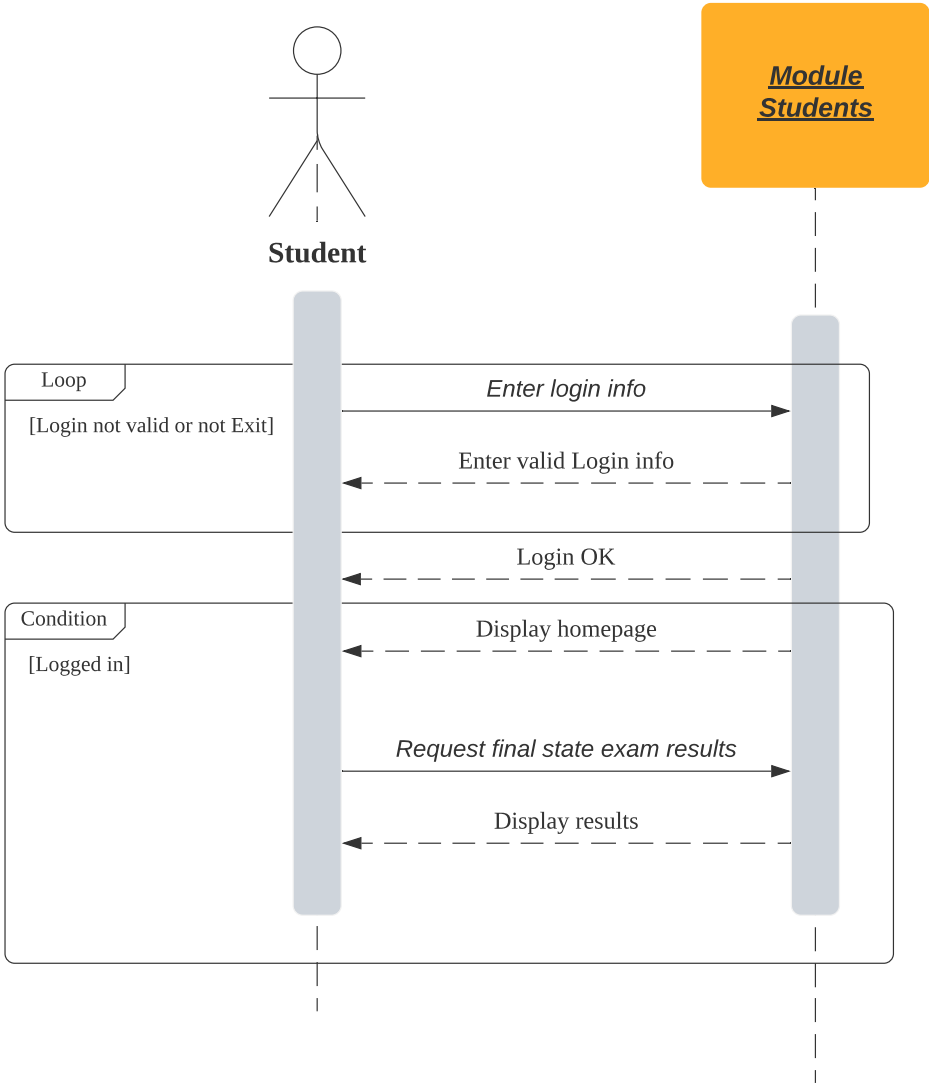 Module
Students
Student
Loop
Enter login info
[Login not valid or not Exit]
Enter valid Login info
Login OK
Condition
Display homepage
[Logged in]
Request final state exam results
Display results